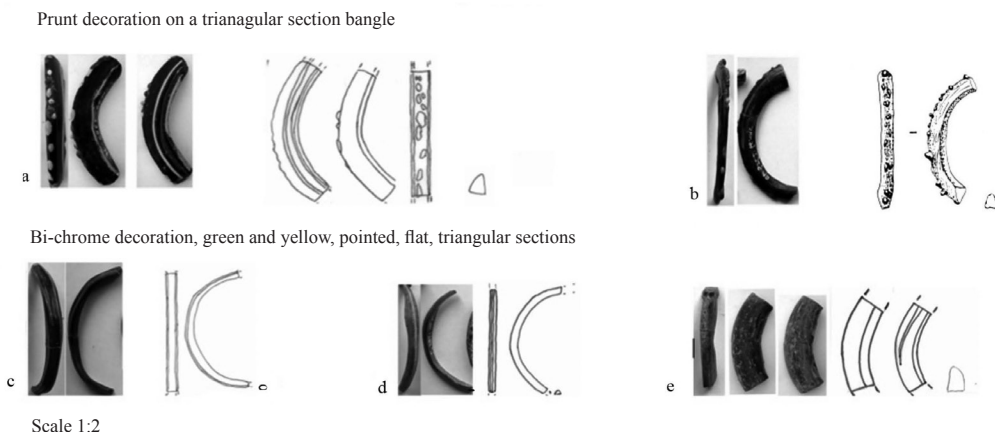 Prunt decoration on a trianagular section bangle
a
b
Bi-chrome decoration, green and yellow, pointed, flat, triangular sections
c
d
e
Scale 1:2